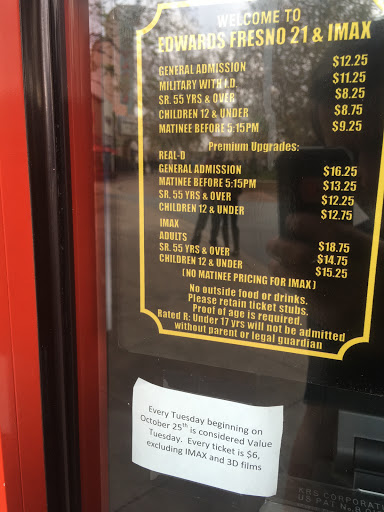 WELCOME TO
EDWARDS FRESNO 21 & IMAX
GENERAL ADMISSION $12.25
MILITARY WITH I.D. $11.25
SR. 55 YRS & OVER $8.25
CHILDREN 12 & UNDER $8.75
MATINEE BEFORE 5:15PM $9.25
Premium Upgrades:
REAL-D
GENERAL ADMISSION $16.25
MATINEE BEFORE 5:15PM $13.25
SR. 55 YRS & OVER $12.25
CHILDREN 12 & UNDER $12.75
IMAX
ADULTS $18.75
SR. 55 YRS & OVER $14.75
CHILDREN 12 & UNDER $15.25
[NO MATINEE PRICING FOR IMAX]
No outside food or drinks.
Please retain ticket stubs.
Proof of age is required.
Rated R: Under 17 yrs will not be admitted
without parent or legal guardian
Every Tuesday beginning on
October 25th is considered Value
Tuesday. Every ticket is $6,
excluding IMAX and 3D films
KRS CORPORAT
US PAT